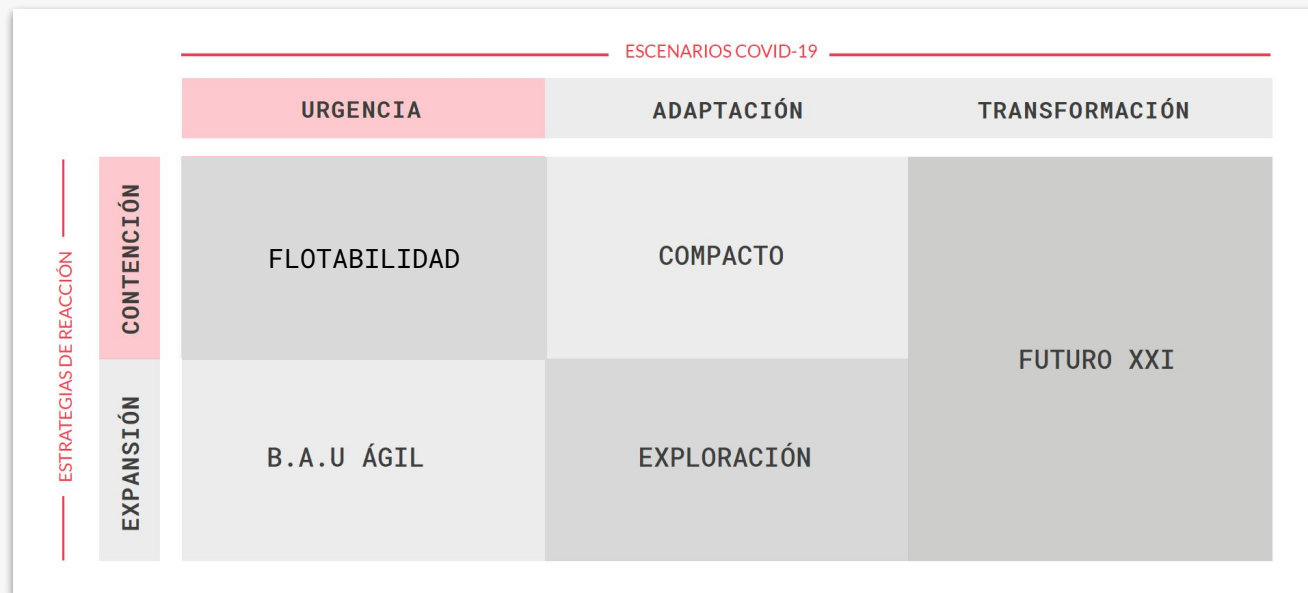 ESCENARIOS COVID-19
URGENCIA
ADAPTACIÓN
TRANSFORMACIÓN
ESTRATEGIAS DE REACCIÓN
CONTENCIÓN
FLOTABILIDAD
COMPACTO
FUTURO XXI
EXPANSIÓN
B.A.U ÁGIL
EXPLORACIÓN